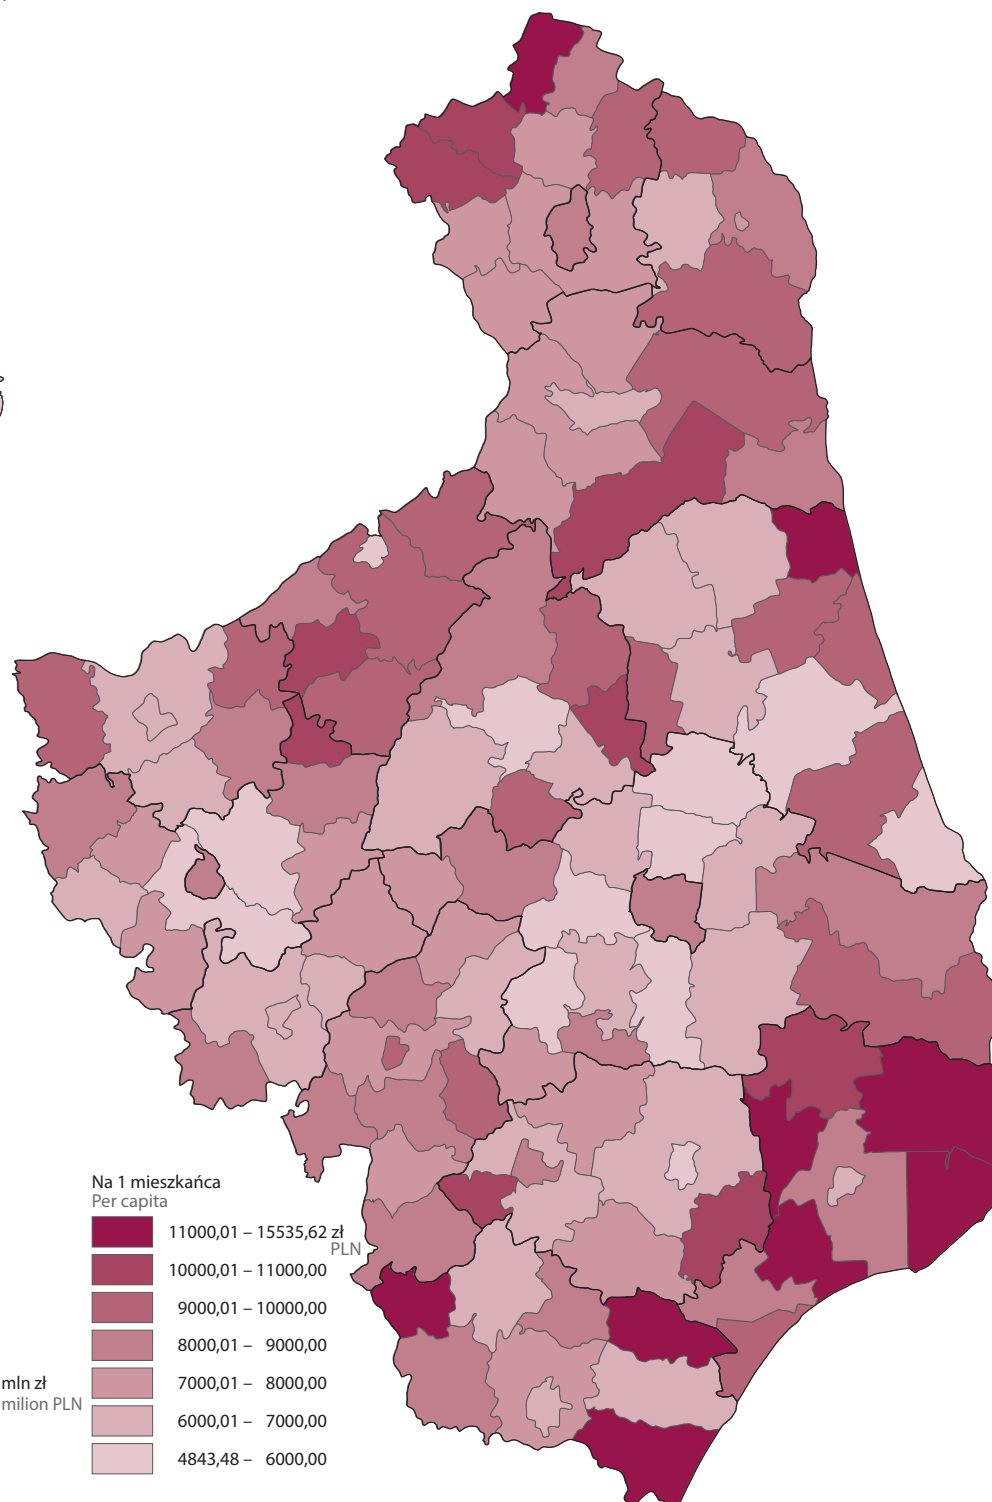 Na 1 mieszkańca
Per capita
11000,01 – 15535,62 zł
PLN
10000,01 – 11000,00
9000,01 – 10000,00
8000,01 – 9000,00
7000,01 – 8000,00
6000,01 – 7000,00
4843,48 – 6000,00
mln zł
milion PLN